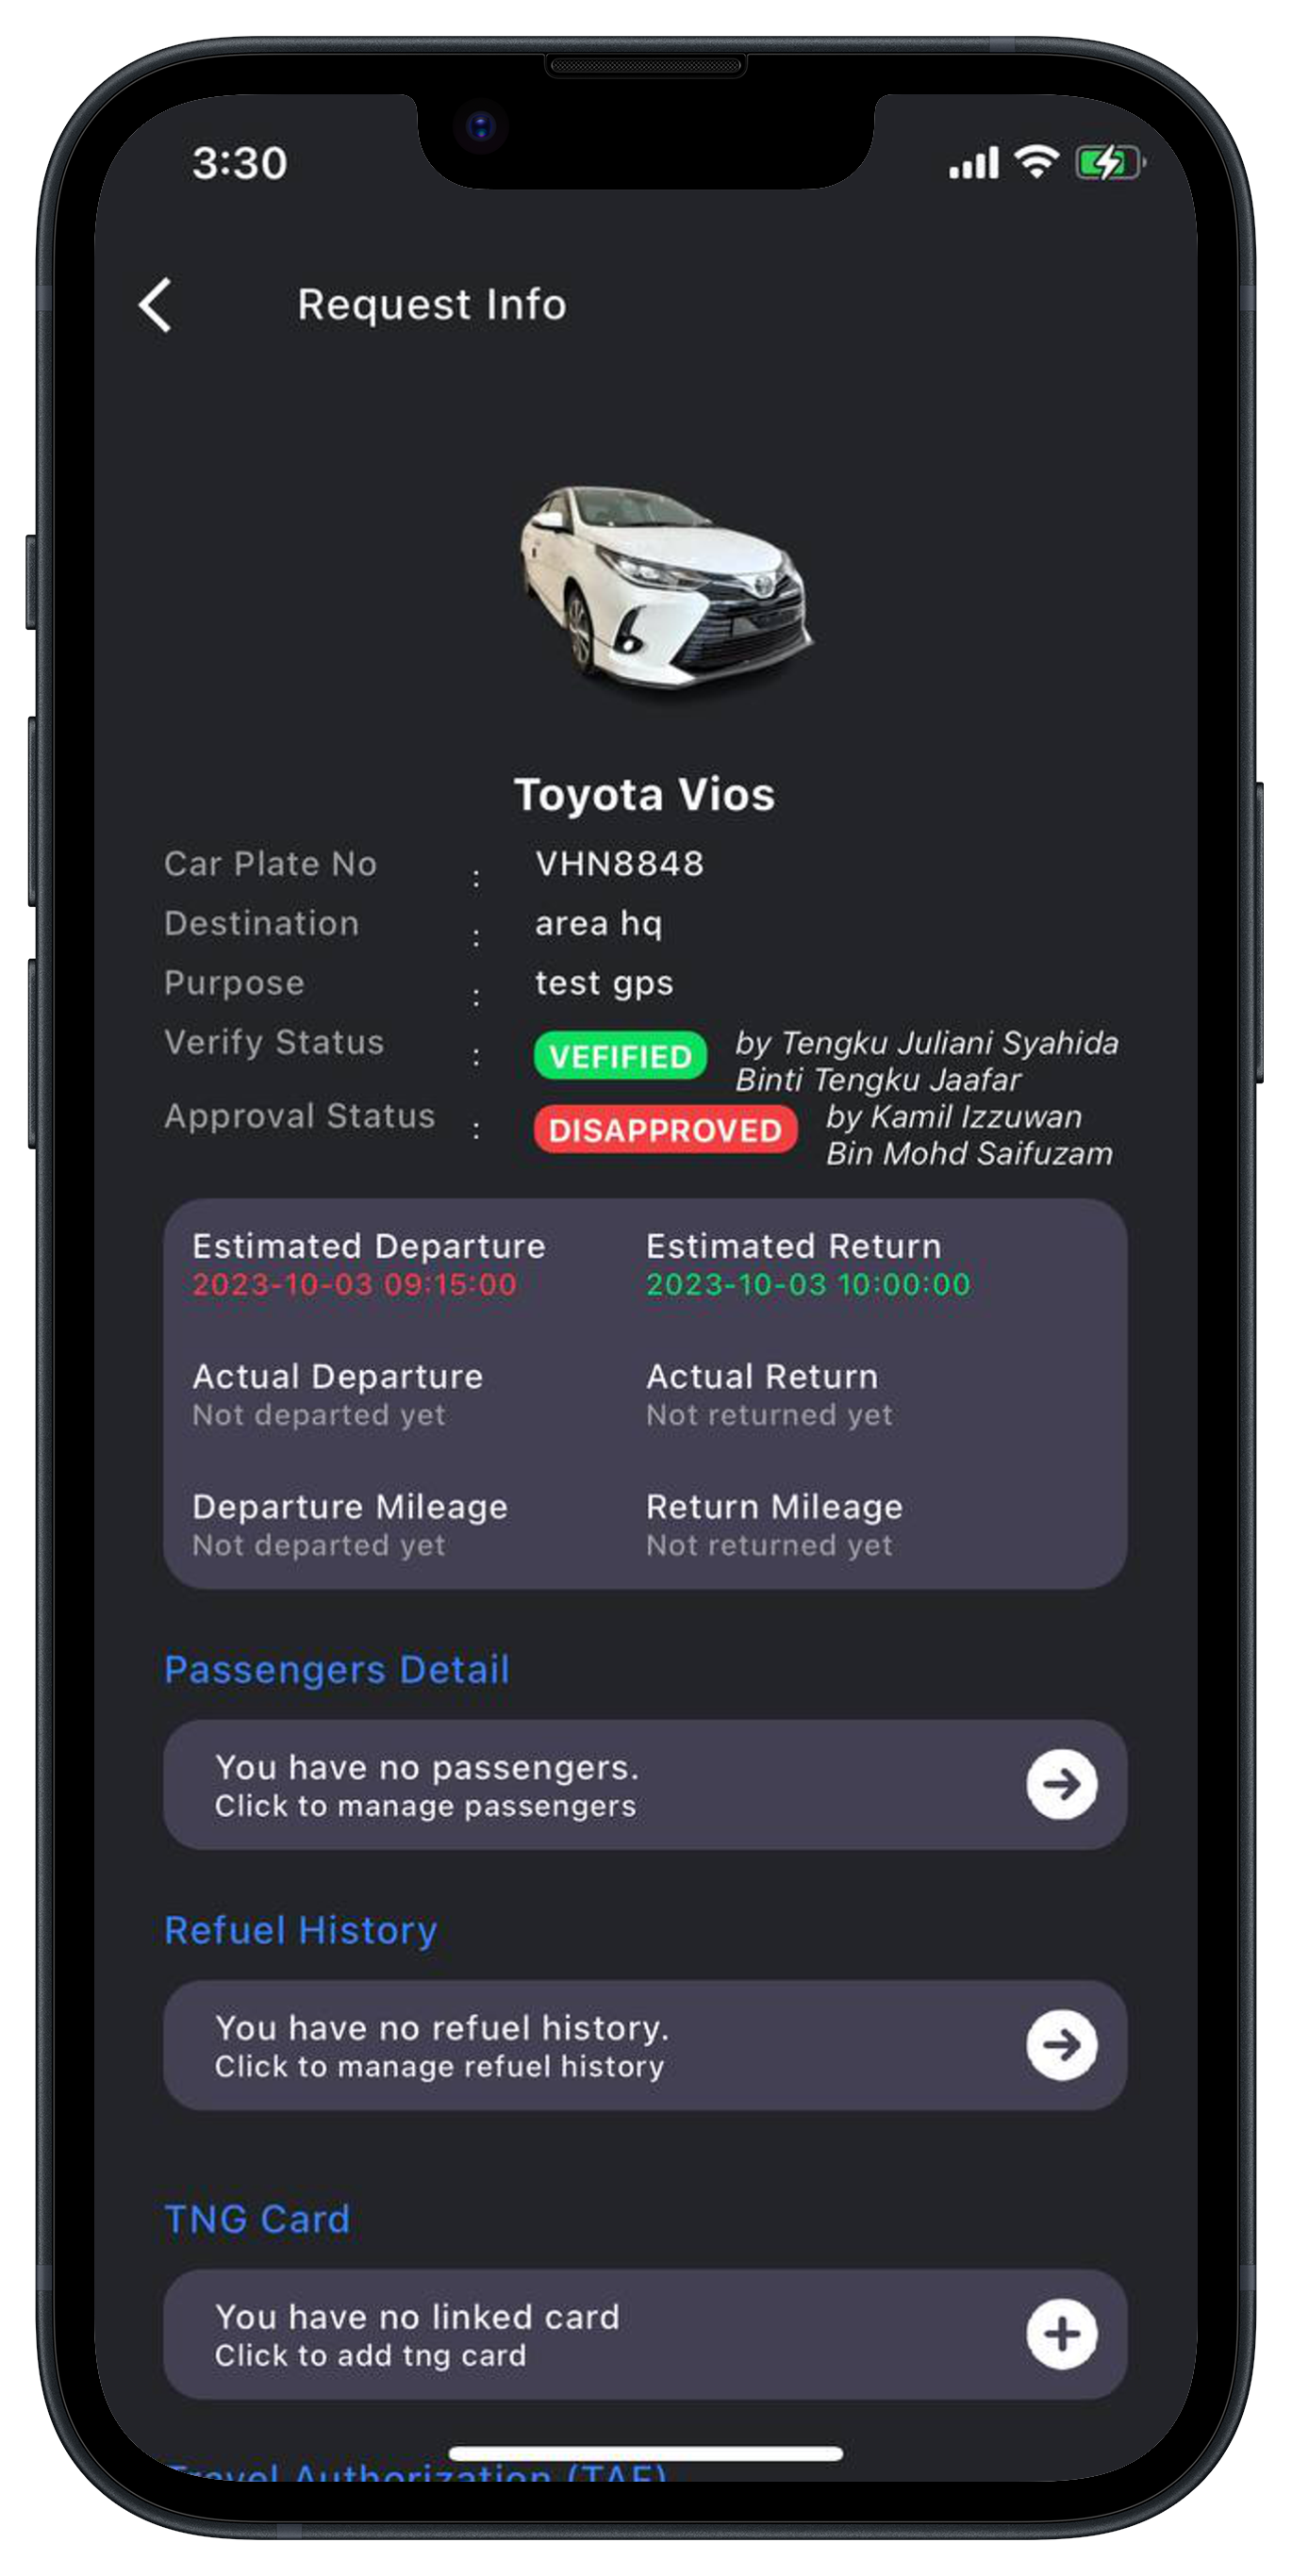 3:30
Request Info
Toyota Vios
Car Plate No : VHN8848
Destination : area hq
Purpose : test gps
Verify Status : VEFIFIED by Tengku Juliani Syahida
Binti Tengku Jaafar
Approval Status : DISAPPROVED by Kamil Izzuwan
Bin Mohd Saifuzam
Estimated Departure Estimated Return
2023-10-03 09:15:00 2023-10-03 10:00:00
Actual Departure Actual Return
Not departed yet Not returned yet
Departure Mileage Return Mileage
Not departed yet Not returned yet
Passengers Detail
You have no passengers.
Click to manage passengers
Refuel History
You have no refuel history.
Click to manage refuel history
TNG Card
You have no linked card
Click to add tng card
Travel Authorization (TAF)